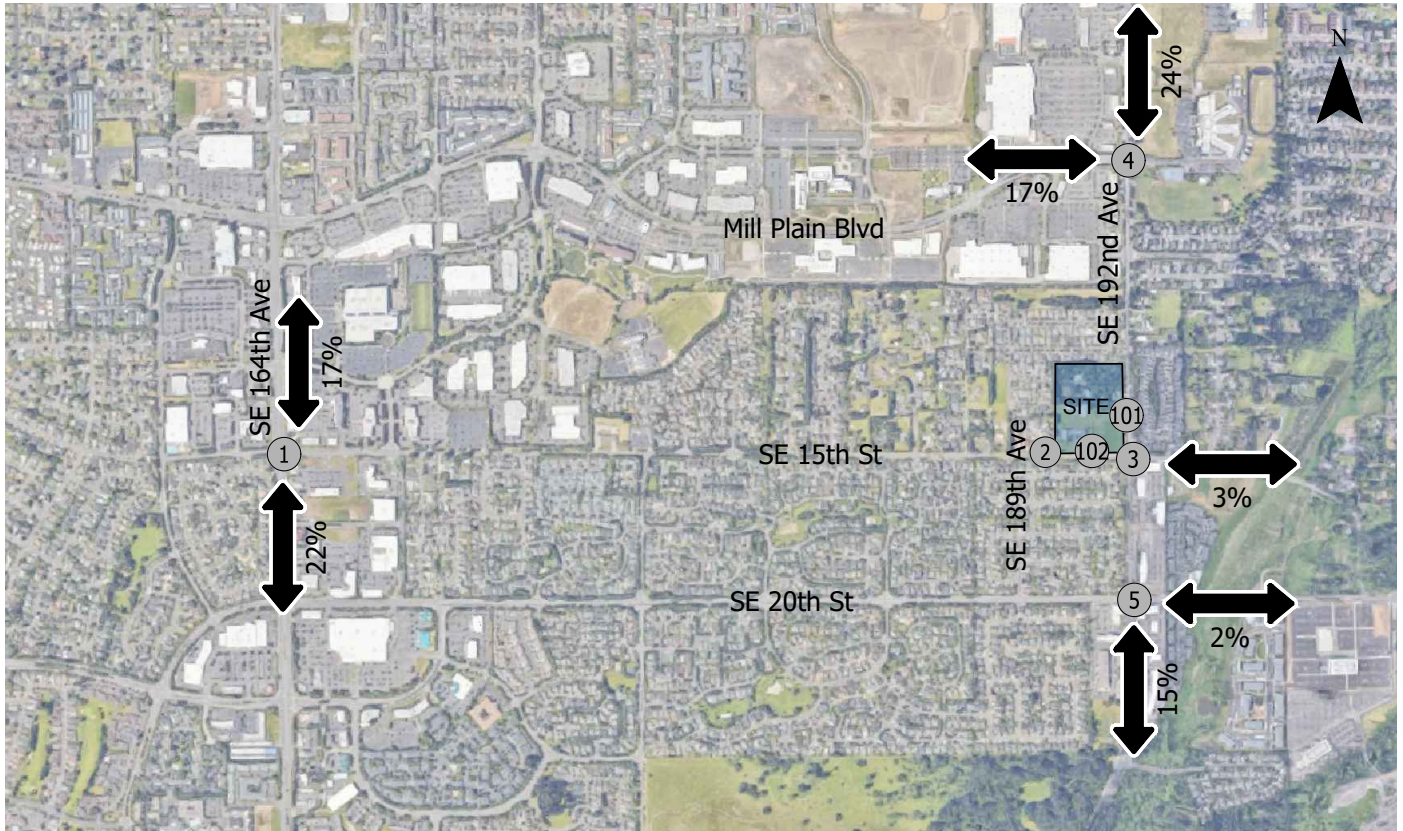 24%
N
4
17%
SE 192nd Ave
Mill Plain Blvd
SE 164th Ave
17%
SITE
101
1
SE 15th St
SE 189th Ave
2
102
3
3%
22%
SE 20th St
5
2%
15%